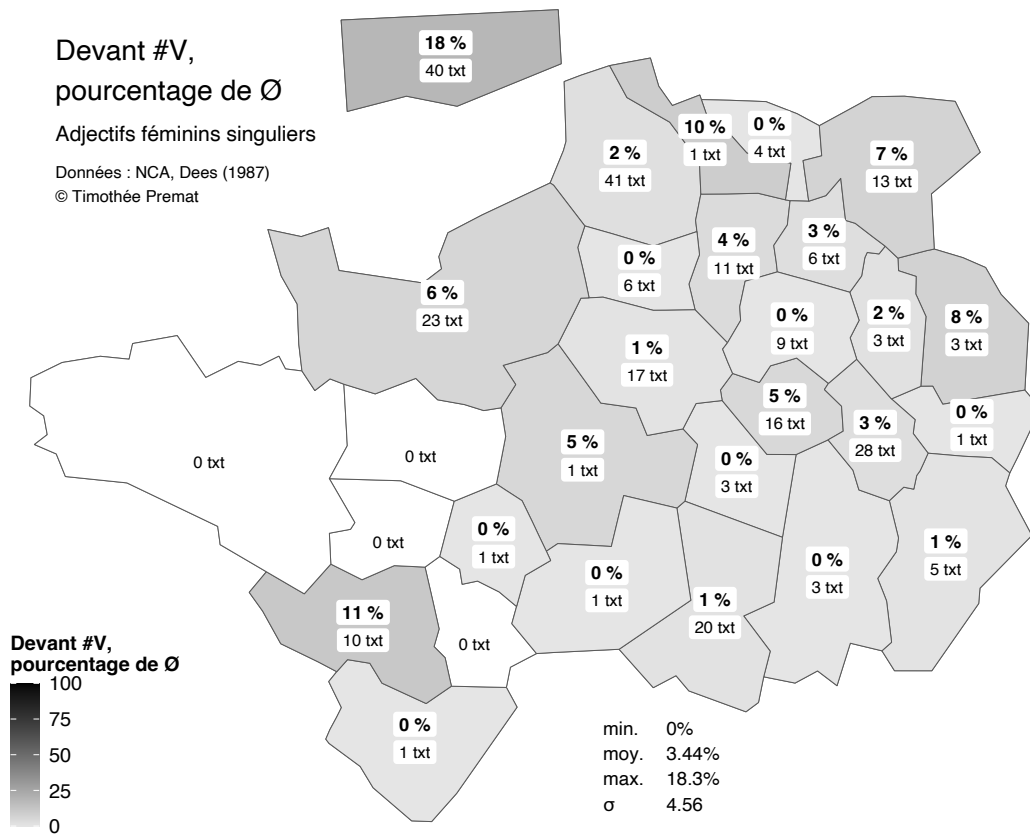 Devant #V,
pourcentage de Ø
Adjectifs féminins singuliers
Données : NCA, Dees (1987)
© Timothée Premat
18 %
40 txt
2 %
41 txt
10 %
1 txt
0 %
4 txt
7 %
13 txt
6 %
23 txt
0 %
6 txt
4 %
11 txt
3 %
6 txt
1 %
17 txt
0 %
9 txt
2 %
3 txt
8 %
3 txt
0 txt
0 txt
5 %
1 txt
5 %
16 txt
3 %
28 txt
0 %
1 txt
0 %
3 txt
0 txt
0 %
1 txt
0 %
1 txt
1 %
20 txt
0 %
3 txt
1 %
5 txt
11 %
10 txt
0 txt
0 %
1 txt
Devant #V,
pourcentage de Ø
100
75
50
25
0
min. 0%
moy. 3.44%
max. 18.3%
σ 4.56